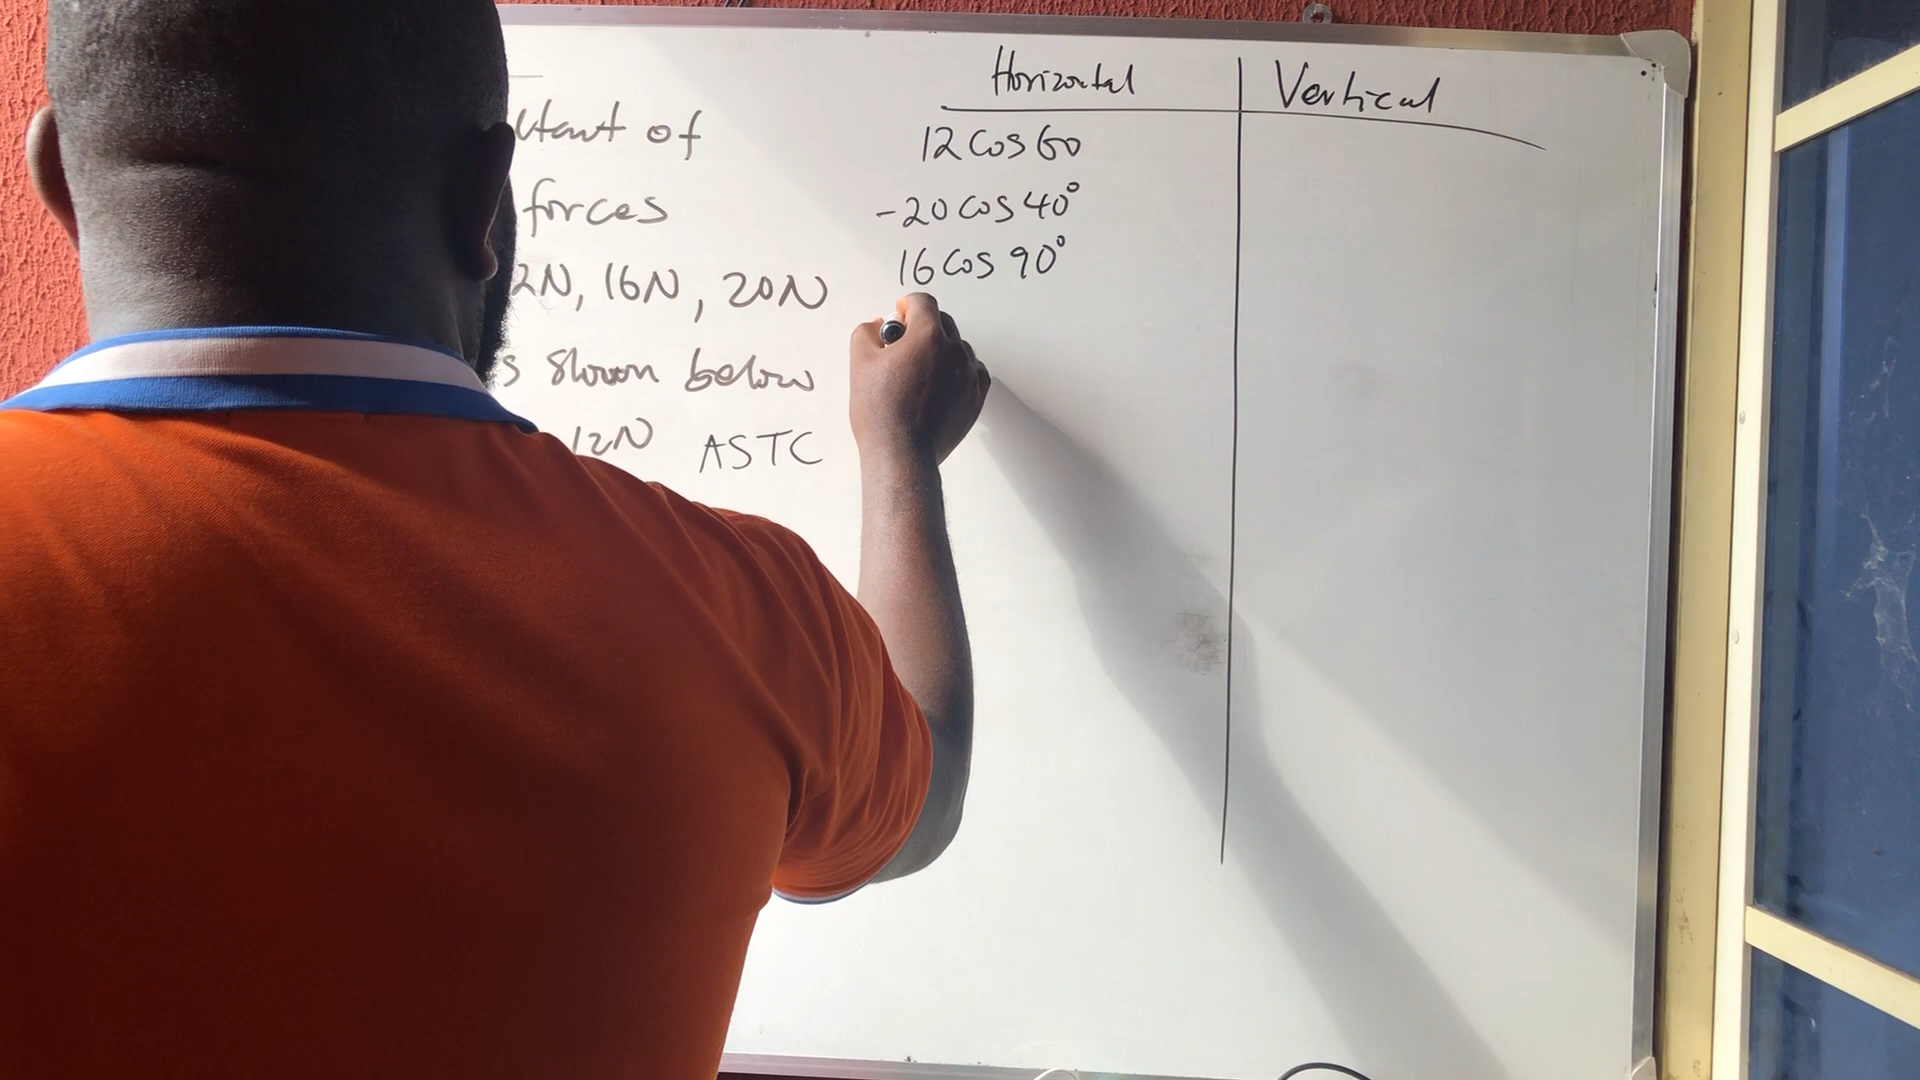 of
forces
2N, 16N, 20N
shown below
12N ASTC
Horizontal Vertical
12 Cos 60
-20 Cos 40°
16 Cos 90°